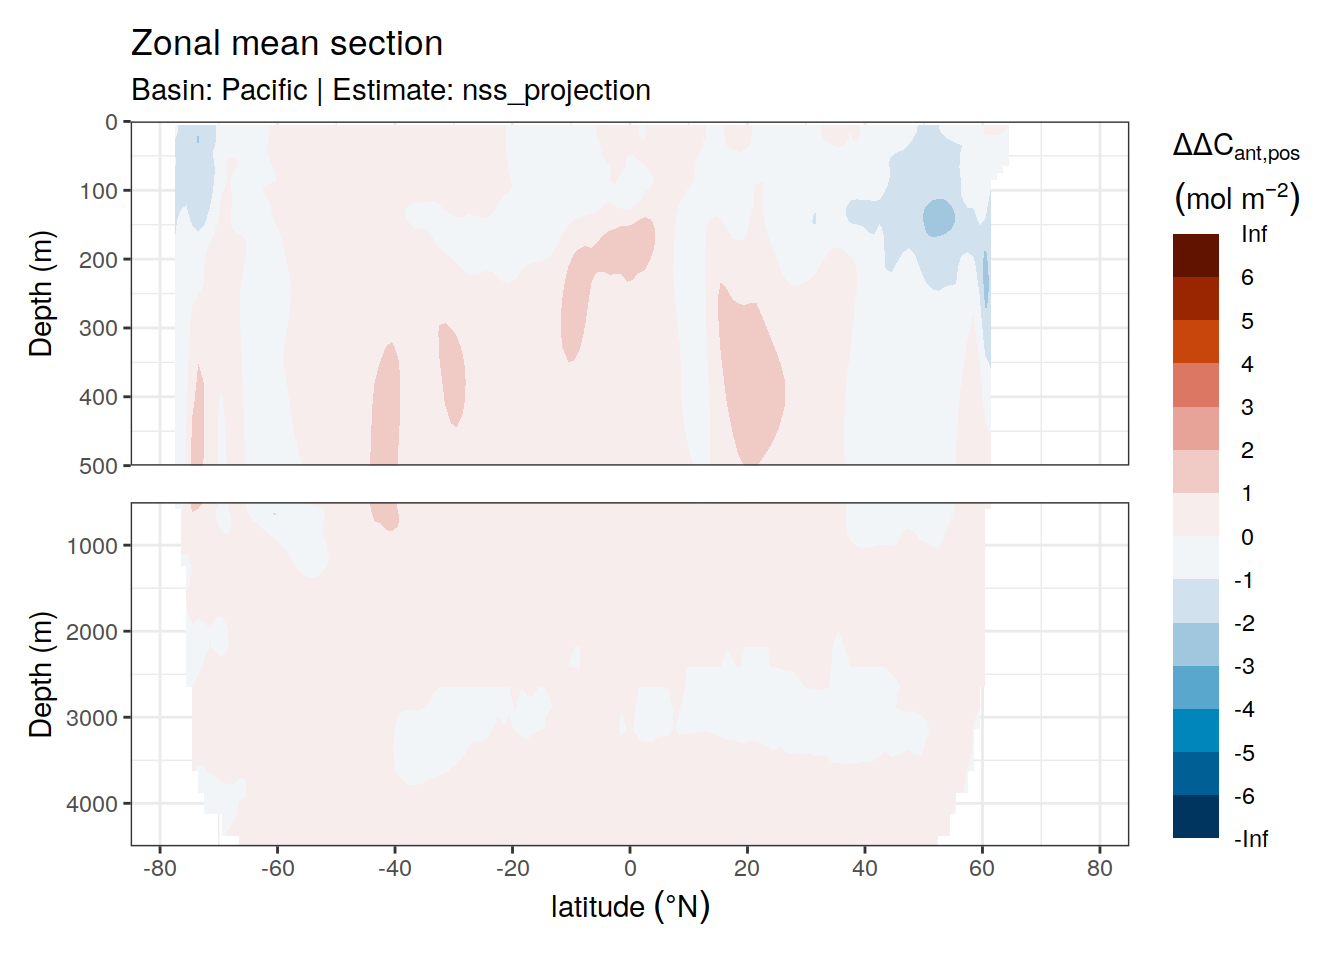 Zonal mean section
Basin: Pacific | Estimate: nss_projection
0
100
200
300
400
500
Depth (m)
1000
2000
3000
4000
Depth (m)
-80 -60 -40 -20 0 20 40 60 80
latitude (°N)
ΔΔC_ant,pos
(mol m⁻²)
Inf
6
5
4
3
2
1
0
-1
-2
-3
-4
-5
-6
-Inf